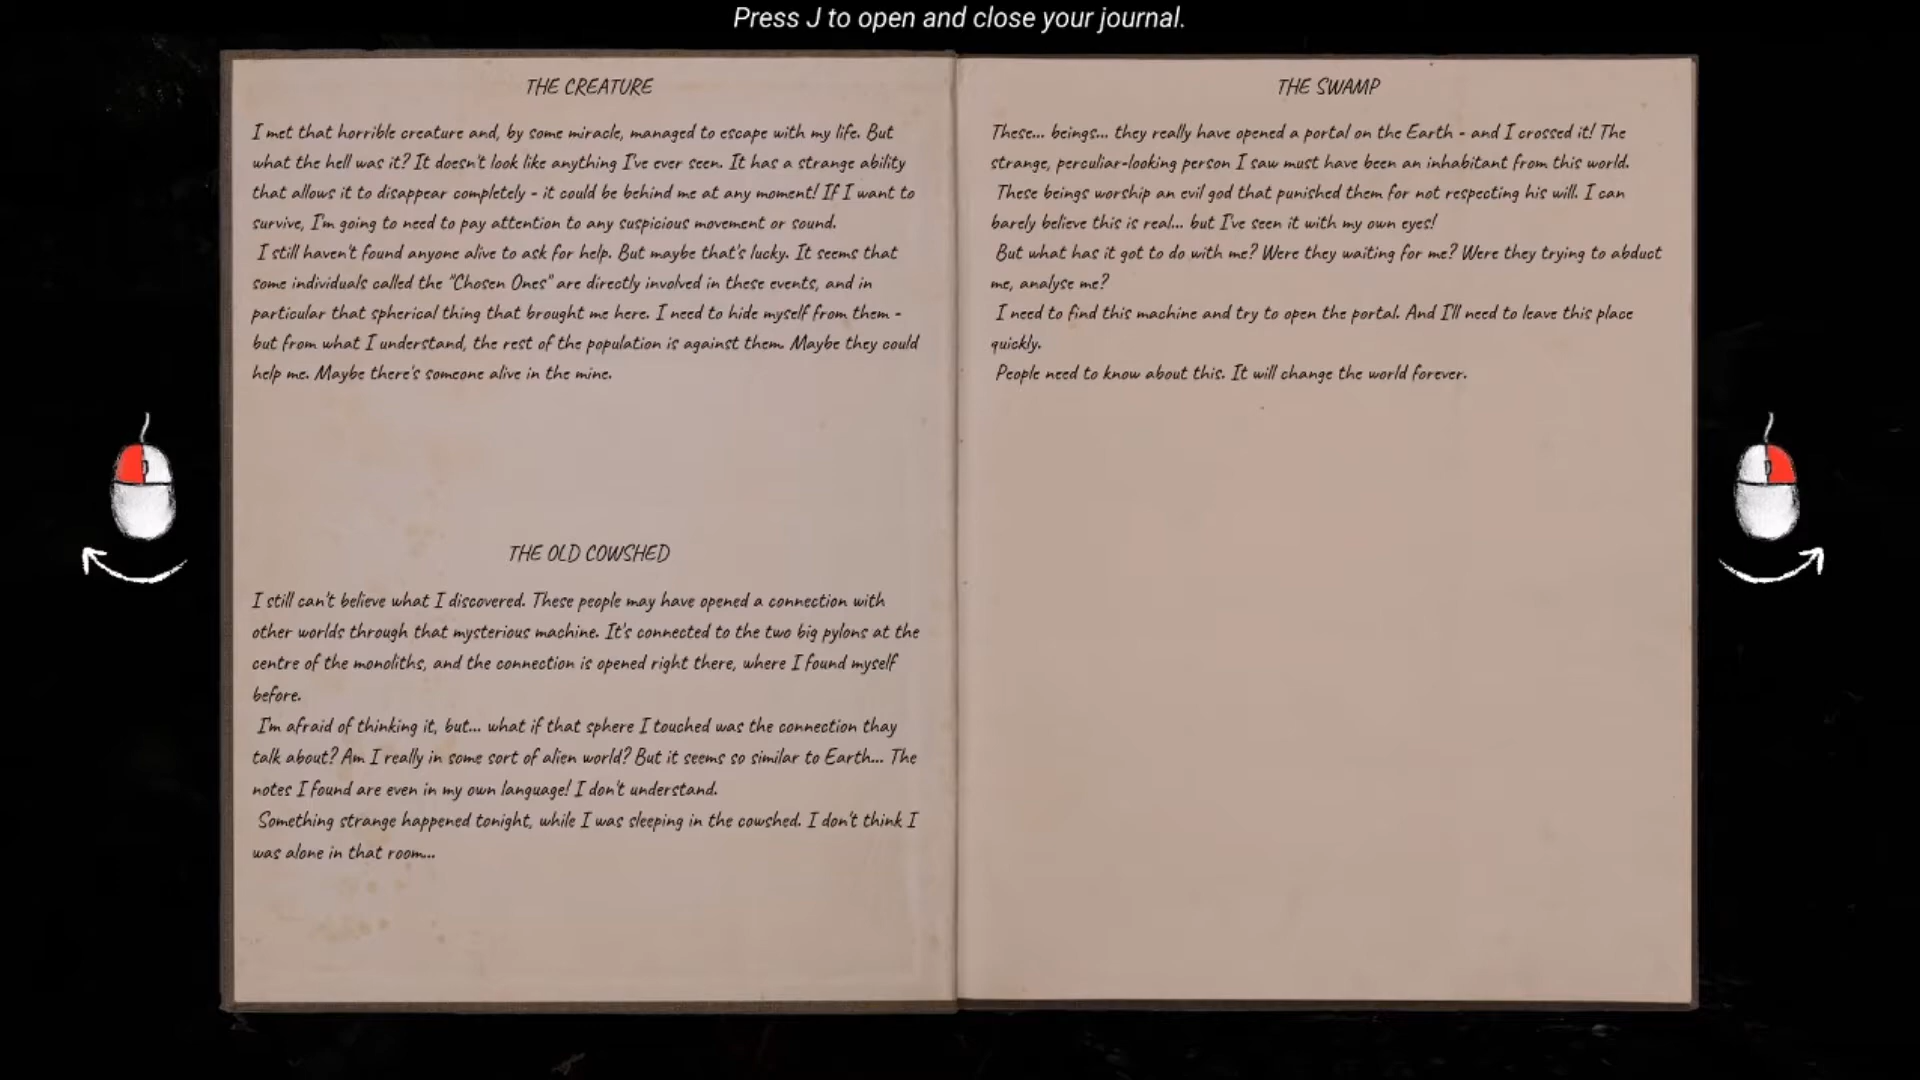 Press J to open and close your journal.
THE CREATURE
I met that horrible creature and, by some miracle, managed to escape with my life. But
what the hell was it? It doesn't look like anything I've ever seen. It has a strange ability
that allows it to disappear completely - it could be behind me at any moment! If I want to
survive, I'm going to need to pay attention to any suspicious movement or sound.
I still haven't found anyone alive to ask for help. But maybe that's lucky. It seems that
some individuals called the "Chosen Ones" are directly involved in these events, and in
particular that spherical thing that brought me here. I need to hide myself from them -
but from what I understand, the rest of the population is against them. Maybe they could
help me. Maybe there's someone alive in the mine.
THE OLD COWSHED
I still can't believe what I discovered. These people may have opened a connection with
other worlds through that mysterious machine. It's connected to the two big pylons at the
centre of the monoliths, and the connection is opened right there, where I found myself
before.
I'm afraid of thinking it, but... what if that sphere I touched was the connection thay
talk about? Am I really in some sort of alien world? But it seems so similar to Earth... The
notes I found are even in my own language! I don't understand.
Something strange happened tonight, while I was sleeping in the cowshed. I don't think I
was alone in that room...
THE SWAMP
These... beings... they really have opened a portal on the Earth - and I crossed it! The
strange, perculiar-looking person I saw must have been an inhabitant from this world.
These beings worship an evil god that punished them for not respecting his will. I can
barely believe this is real... but I've seen it with my own eyes!
But what has it got to do with me? Were they waiting for me? Were they trying to abduct
me, analyse me?
I need to find this machine and try to open the portal. And I'll need to leave this place
quickly.
People need to know about this. It will change the world forever.